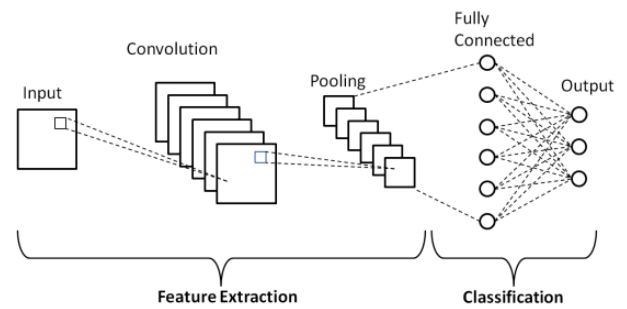 Fully
Connected
Convolution
Pooling
Output
Input
Feature Extraction
Classification